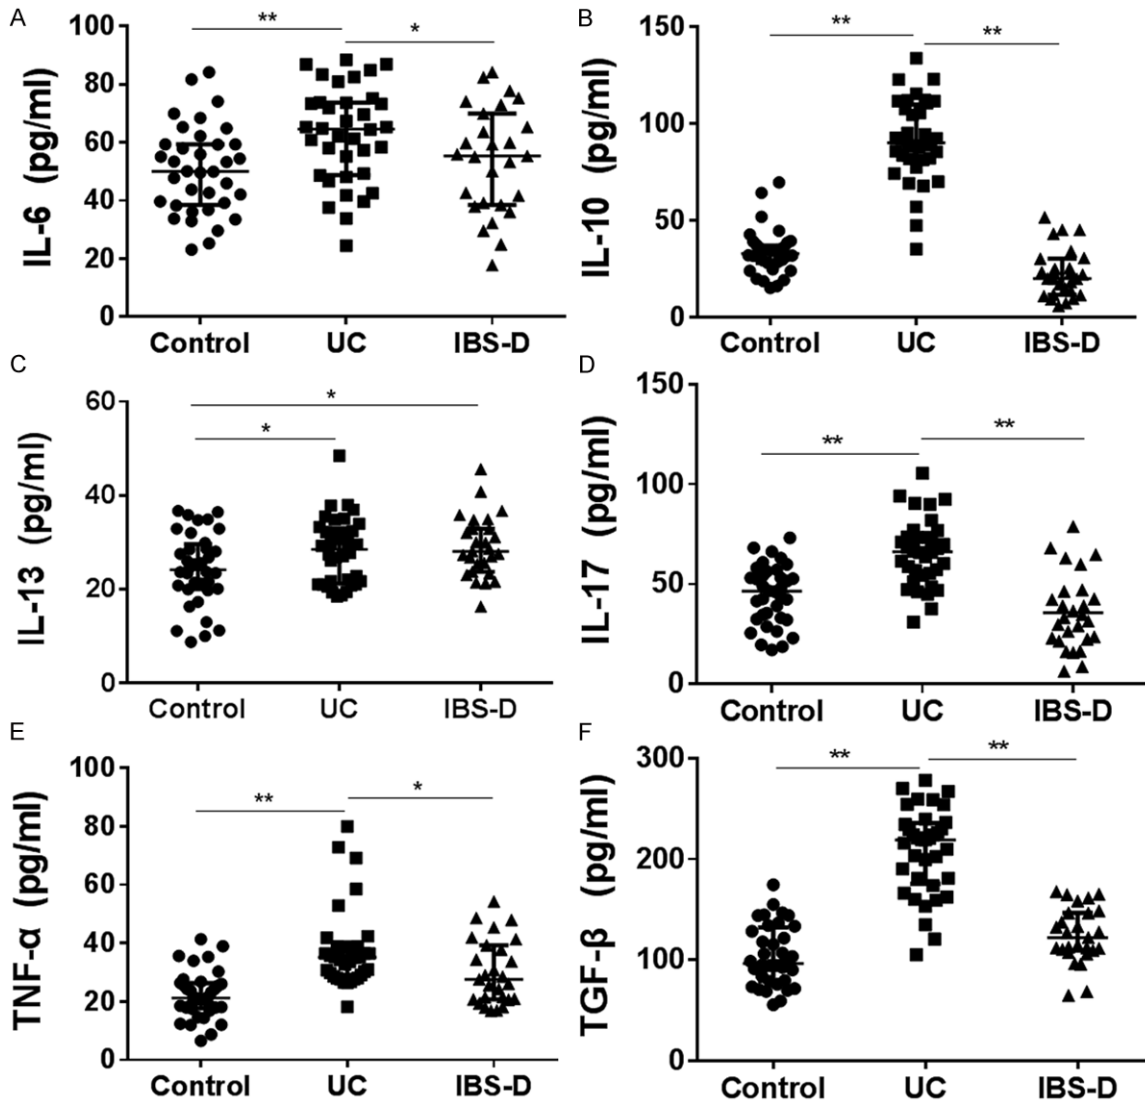 A
IL-6 (pg/ml)
100
80
60
40
20
0
**
*
Control
UC
IBS-D
B
IL-10 (pg/ml)
150
100
50
0
**
**
Control
UC
IBS-D
C
IL-13 (pg/ml)
60
40
20
0
*
*
Control
UC
IBS-D
D
IL-17 (pg/ml)
150
100
50
0
**
**
Control
UC
IBS-D
E
TNF-α (pg/ml)
100
80
60
40
20
0
**
*
Control
UC
IBS-D
F
TGF-β (pg/ml)
300
200
100
0
**
**
Control
UC
IBS-D